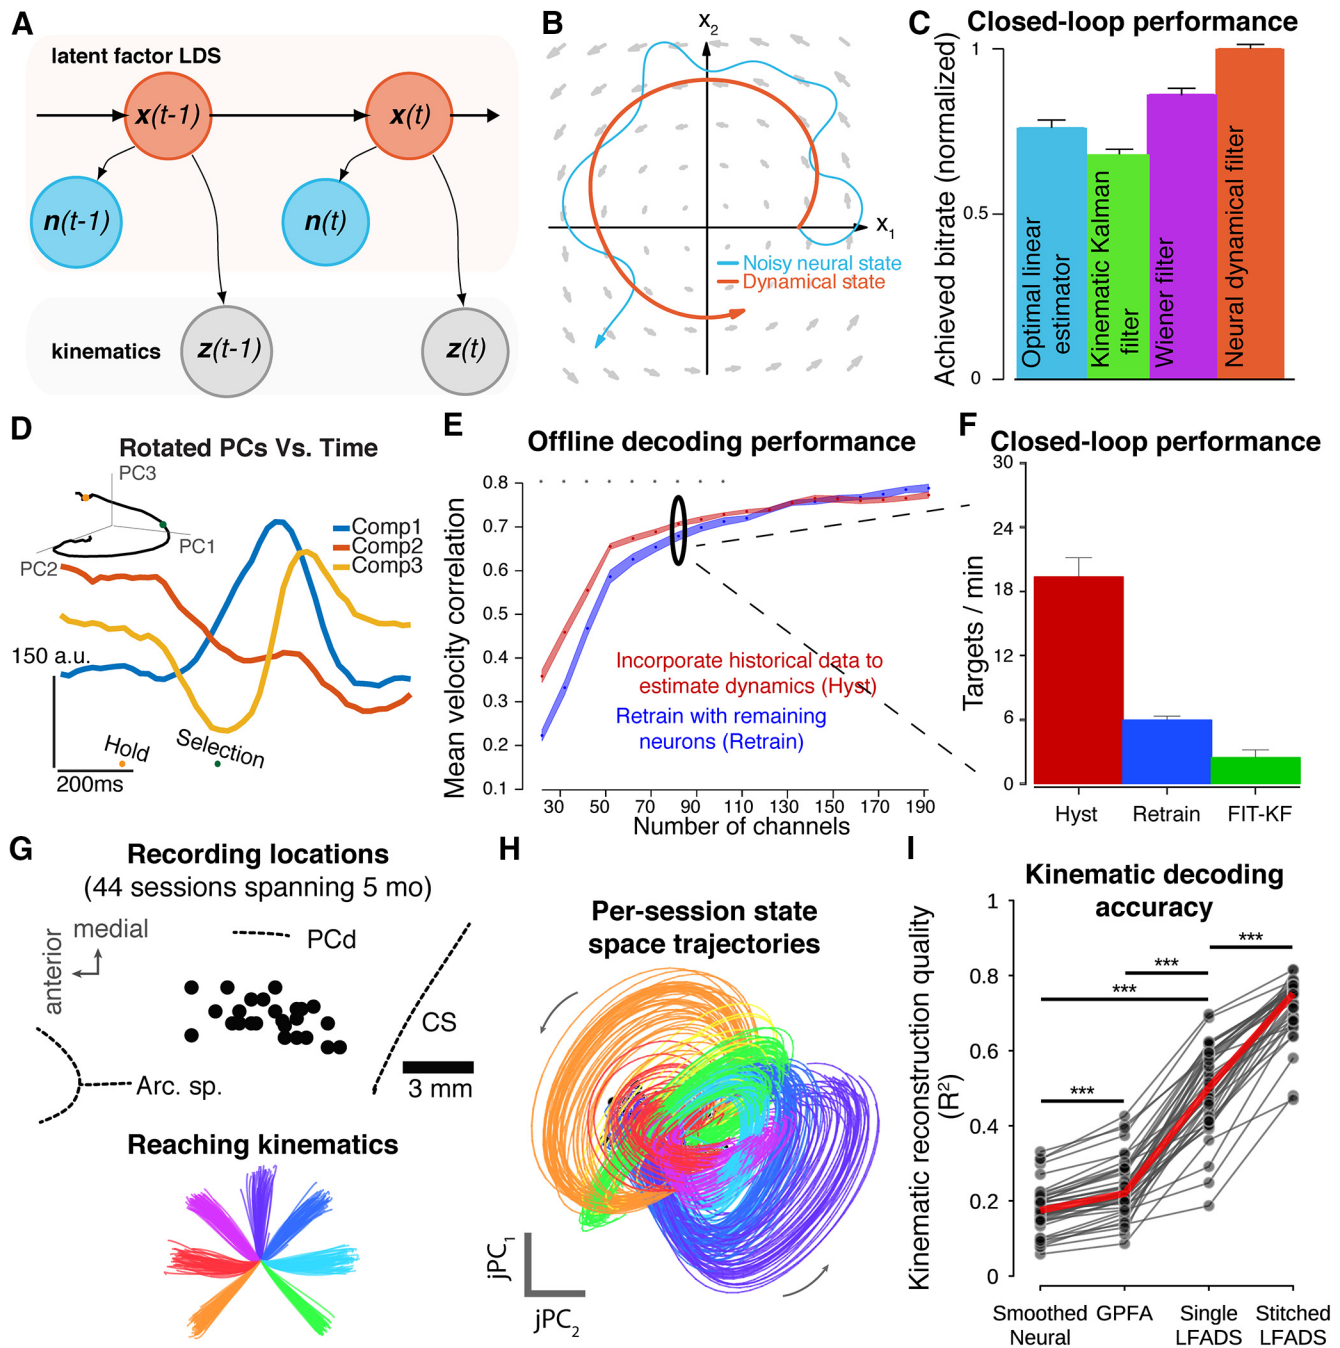 A
latent factor LDS
x(t-1)
x(t)
n(t-1)
n(t)
kinematics
z(t-1)
z(t)
B
x2
x1
Noisy neural state
Dynamical state
C
Closed-loop performance
Achieved bitrate (normalized)
1
.5
0
Optimal linear
estimator
Kinematic Kalman
filter
Wiener filter
Neural dynamical filter
D
Rotated PCs Vs. Time
PC3
PC1
PC2
Comp1
Comp2
Comp3
150 a.u.
Hold
Selection
200ms
E
Offline decoding performance
Mean velocity correlation
0.8
0.7
0.6
0.5
0.4
0.3
0.2
0.1
Incorporate historical data to
estimate dynamics (Hyst)
Retrain with remaining
neurons (Retrain)
30 50 70 90 110 130 150 170 190
Number of channels
F
Closed-loop performance
Targets / min
30
24
18
12
6
0
Hyst Retrain FIT-KF
G
Recording locations
(44 sessions spanning 5 mo)
anterior
medial
PCd
CS
Arc. sp.
3 mm
Reaching kinematics
H
Per-session state
space trajectories
jPC1
jPC2
I
Kinematic decoding
accuracy
Kinematic reconstruction quality
(R2)
1
0.8
0.6
0.4
0.2
0
***
***
***
***
Smoothed GPFA Single Stitched
Neural LFADS LFADS